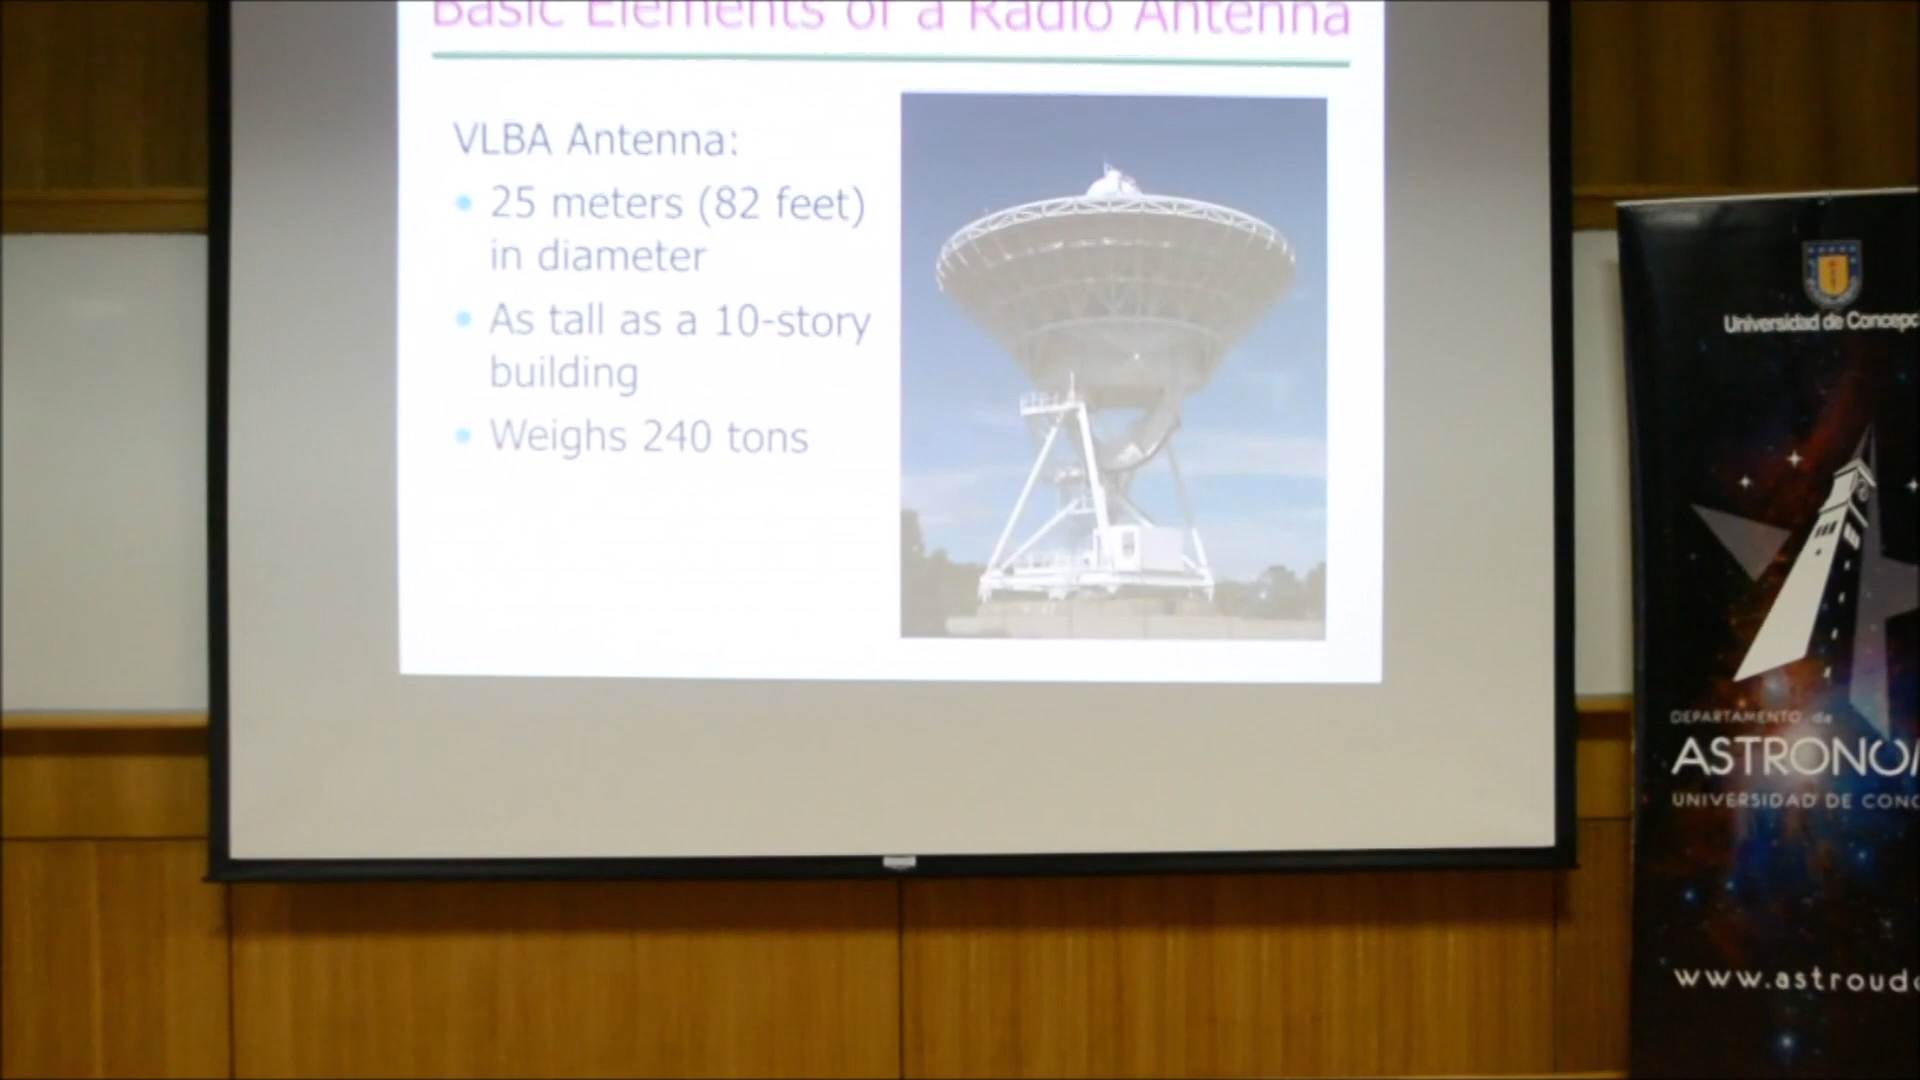 Basic Elements of a Radio Antenna
VLBA Antenna:
25 meters (82 feet)
in diameter
As tall as a 10-story
building
Weighs 240 tons
Universidad de Concepc
DEPARTAMENTO de
ASTRONO
UNIVERSIDAD DE CONC
www.astroud